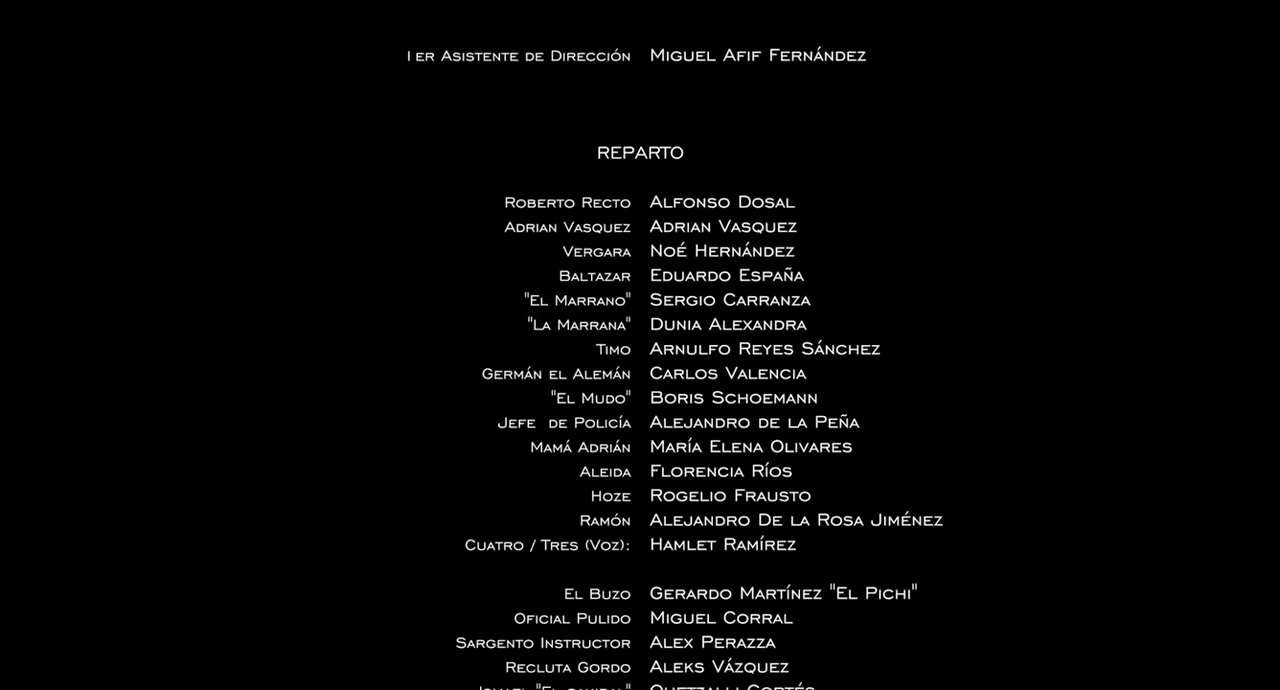 1 ER ASISTENTE DE DIRECCIÓN MIGUEL AFIF FERNÁNDEZ
REPARTO
ROBERTO RECTO ALFONSO DOSAL
ADRIAN VASQUEZ ADRIAN VASQUEZ
VERGARA NOÉ HERNÁNDEZ
BALTAZAR EDUARDO ESPAÑA
"EL MARRANO" SERGIO CARRANZA
"LA MARRANA" DUNIA ALEXANDRA
TIMO ARNULFO REYES SÁNCHEZ
GERMÁN EL ALEMÁN CARLOS VALENCIA
"EL MUDO" BORIS SCHOEMANN
JEFE DE POLICÍA ALEJANDRO DE LA PEÑA
MAMÁ ADRIÁN MARÍA ELENA OLIVARES
ALEIDA FLORENCIA RÍOS
HOZE ROGELIO FRAUSTO
RAMÓN ALEJANDRO DE LA ROSA JIMÉNEZ
CUATRO / TRES (VOZ): HAMLET RAMÍREZ
EL BUZO GERARDO MARTÍNEZ "EL PICHI"
OFICIAL PULIDO MIGUEL CORRAL
SARGENTO INSTRUCTOR ALEX PERAZZA
RECLUTA GORDO ALEKS VÁZQUEZ
CORTÉS